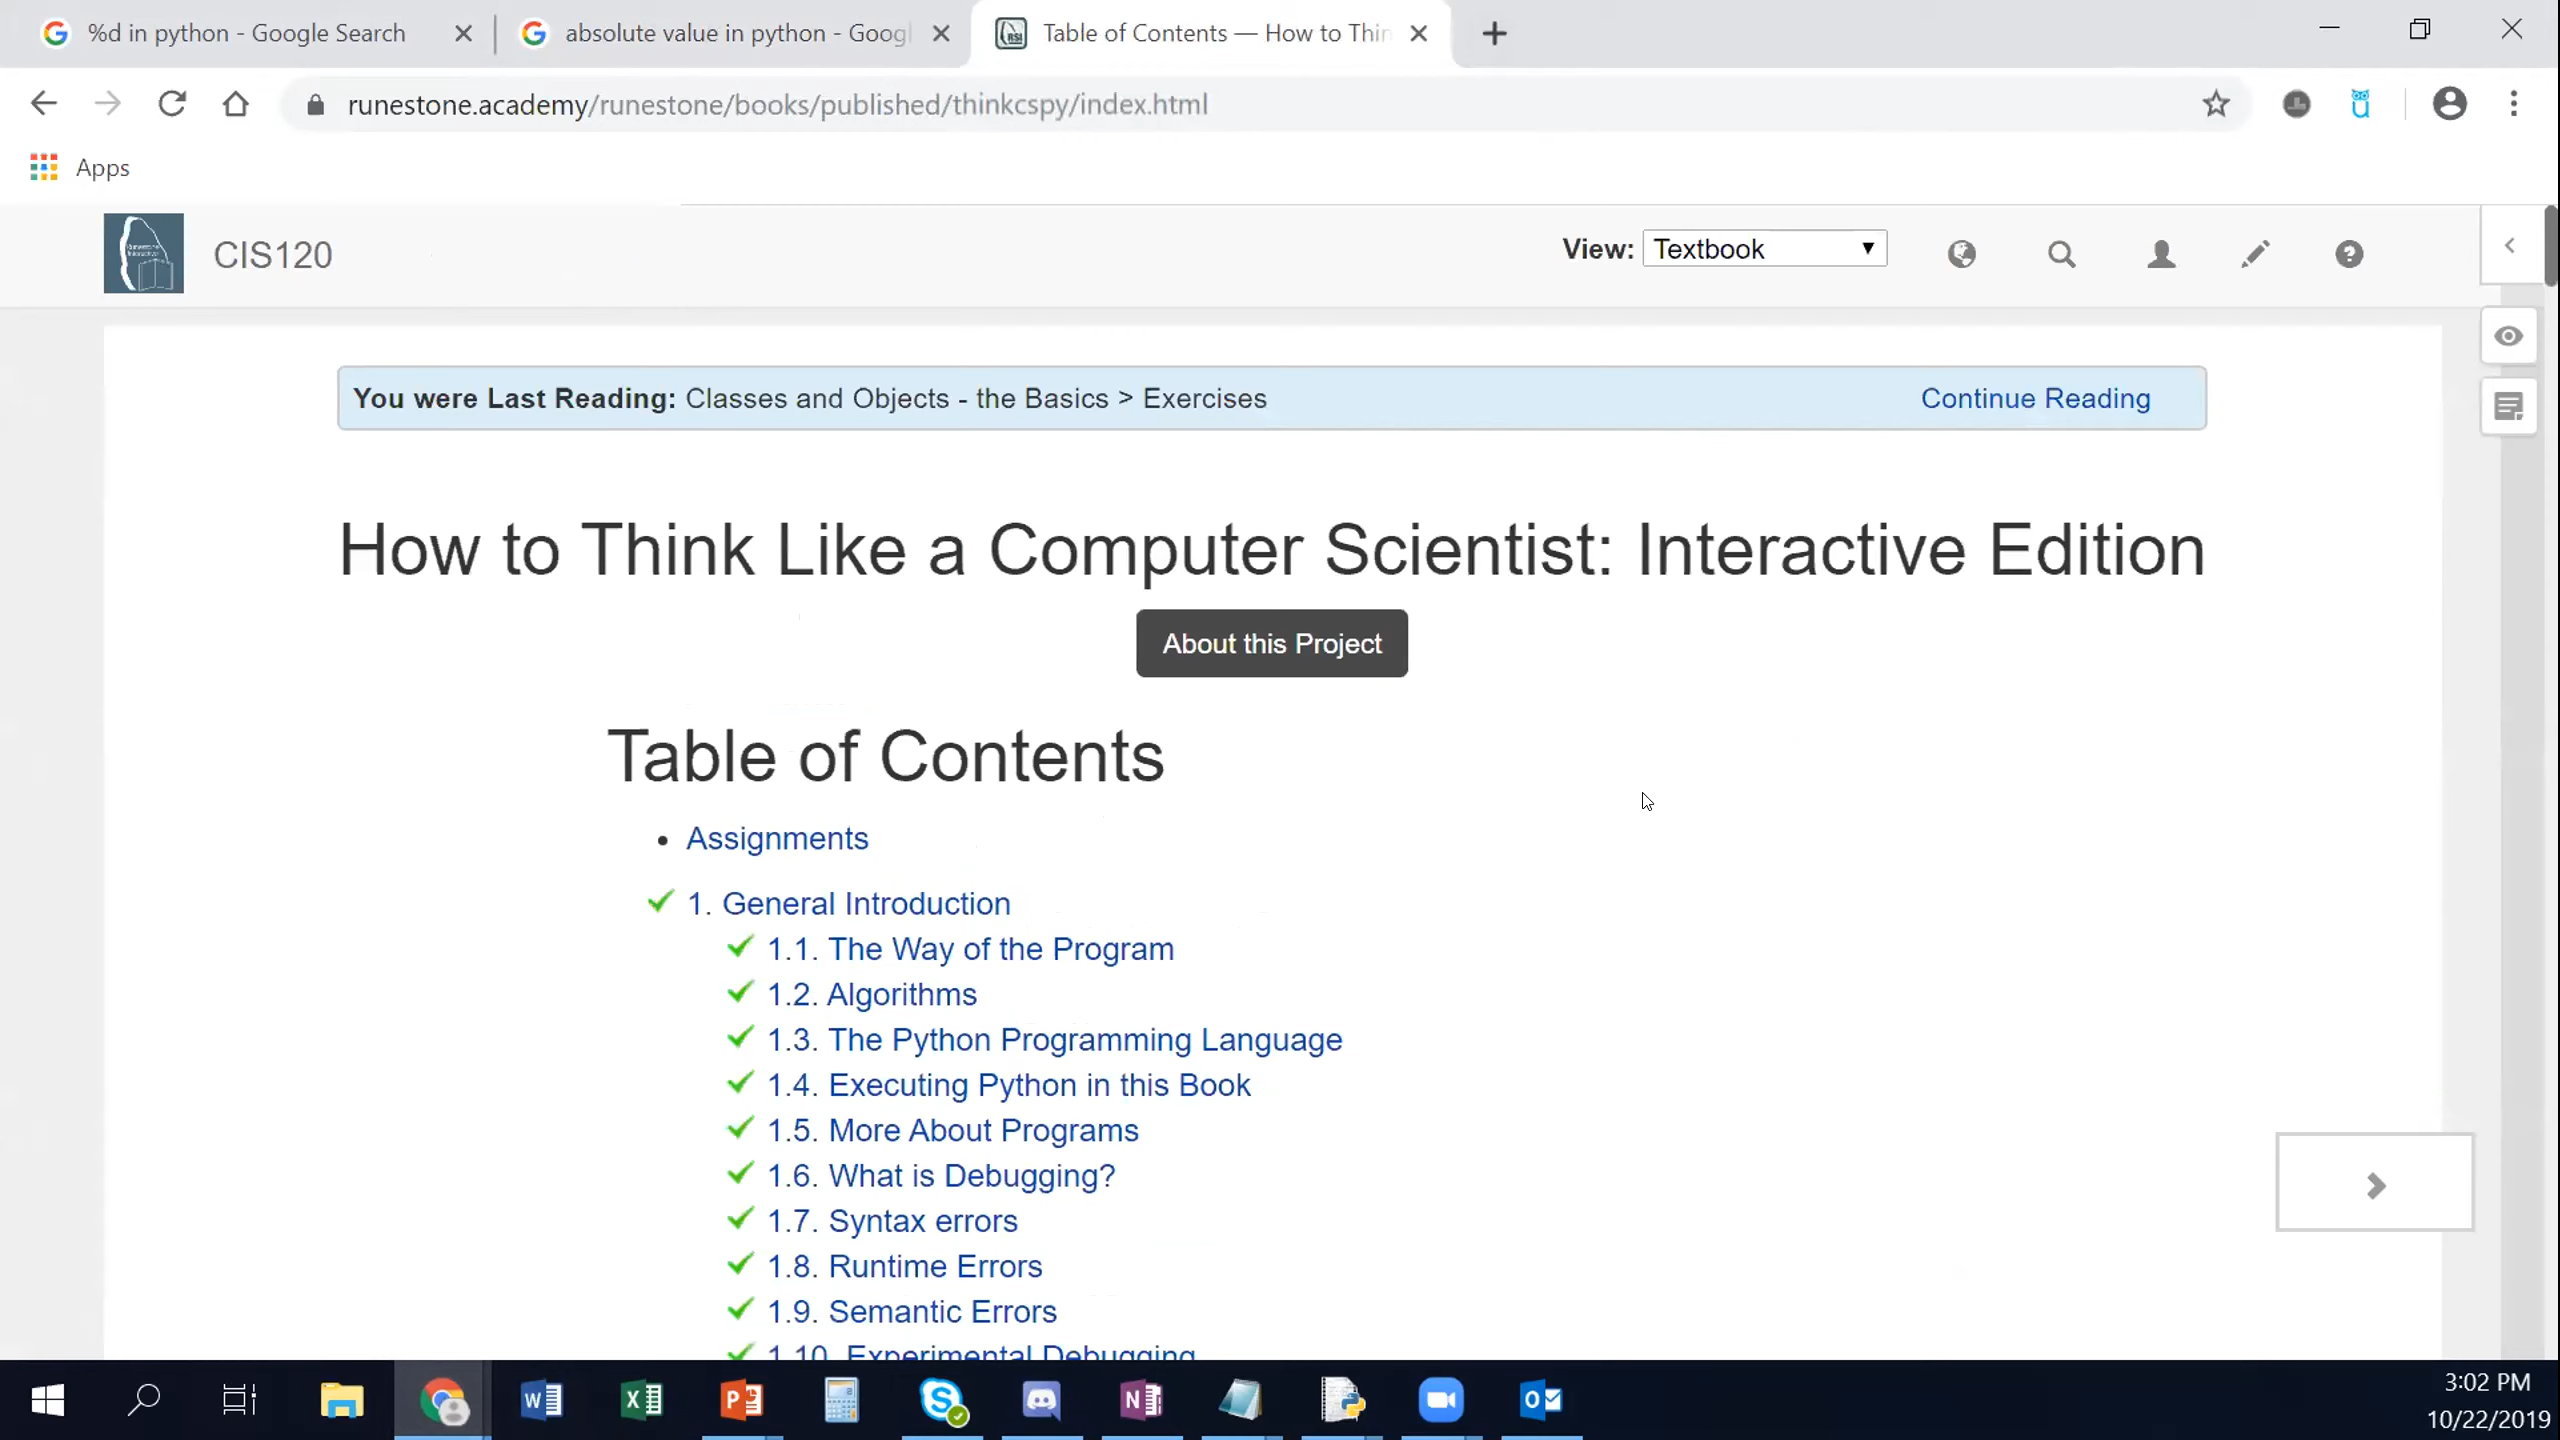 %d in python - Google Search
absolute value in python - Googl
Table of Contents — How to Thin
runestone.academy/runestone/books/published/thinkcspy/index.html
Apps
CIS120
View: Textbook
You were Last Reading: Classes and Objects - the Basics > Exercises
Continue Reading
How to Think Like a Computer Scientist: Interactive Edition
About this Project
Table of Contents
• Assignments
1. General Introduction
1.1. The Way of the Program
1.2. Algorithms
1.3. The Python Programming Language
1.4. Executing Python in this Book
1.5. More About Programs
1.6. What is Debugging?
1.7. Syntax errors
1.8. Runtime Errors
1.9. Semantic Errors
1.10. Experimental Debugging
3:02 PM
10/22/2019